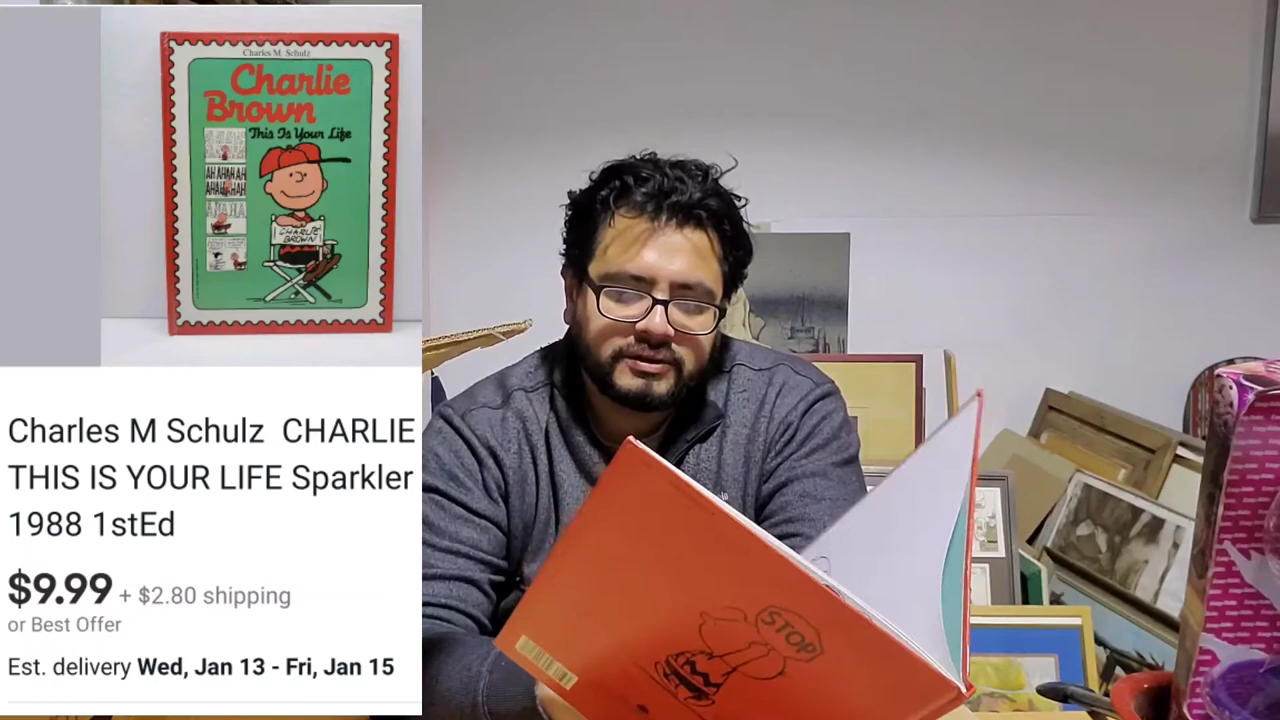 Charles M Schulz
Charlie
Brown
This Is Your Life
AH AHAHAH
CHARLIE
BROWN
Charles M Schulz CHARLIE
THIS IS YOUR LIFE Sparkler
1988 1stEd
$9.99 + $2.80 shipping
or Best Offer
Est. delivery Wed, Jan 13 - Fri, Jan 15
STOP